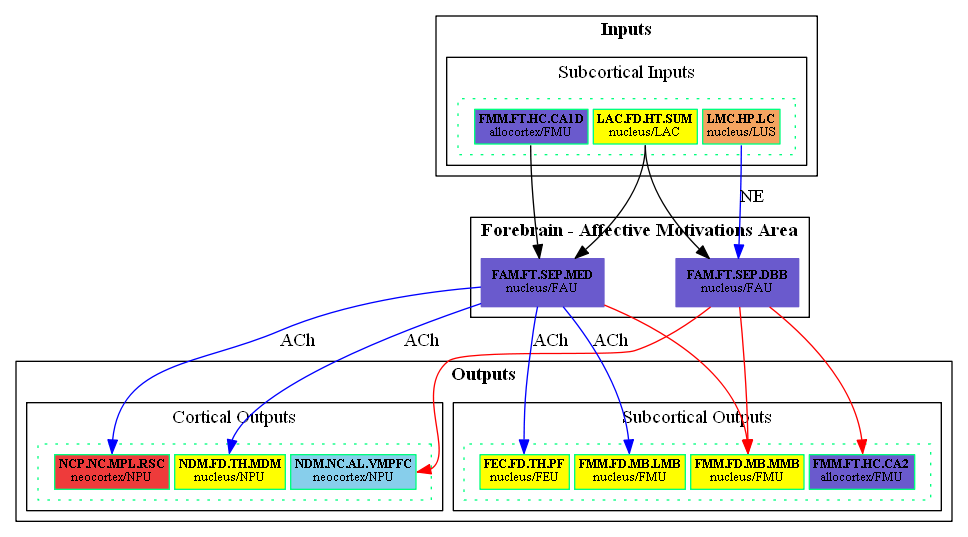 Inputs
Subcortical Inputs
FMM.FT.HC.CA1D
allocortex/FMU
LAC.FD.HT.SUM
nucleus/LAC
LMC.HP.LC
nucleus/LUS
NE
Forebrain - Affective Motivations Area
FAM.FT.SEP.MED
nucleus/FAU
FAM.FT.SEP.DBB
nucleus/FAU
ACh
ACh
ACh
ACh
Outputs
Cortical Outputs
NCP.NC.MPL.RSC
neocortex/NPU
NDM.FD.TH.MDM
nucleus/NPU
NDM.NC.AL.VMPFC
neocortex/NPU
Subcortical Outputs
FEC.FD.TH.PF
nucleus/FEU
FMM.FD.MB.LMB
nucleus/FMU
FMM.FD.MB.MMB
nucleus/FMU
FMM.FT.HC.CA2
allocortex/FMU